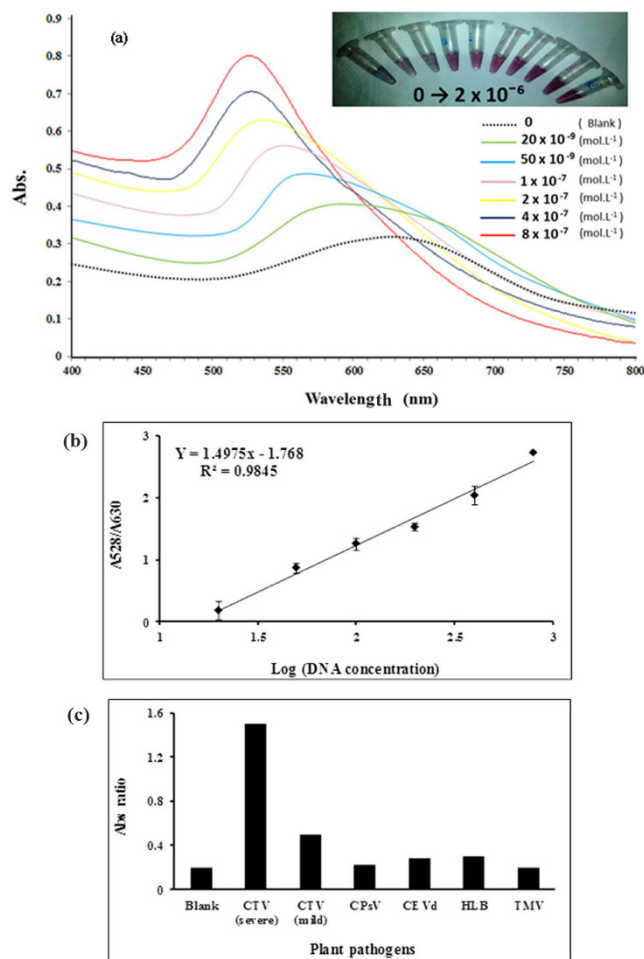 (a)
0 → 2 x 10⁻⁶
0 ( Blank )
20 x 10⁻⁹ (mol.L⁻¹)
50 x 10⁻⁹ (mol.L⁻¹)
1 x 10⁻⁷ (mol.L⁻¹)
2 x 10⁻⁷ (mol.L⁻¹)
4 x 10⁻⁷ (mol.L⁻¹)
8 x 10⁻⁷ (mol.L⁻¹)
Abs.
0.9
0.8
0.7
0.6
0.5
0.4
0.3
0.2
0.1
0
400 450 500 550 600 650 700 750 800
Wavelength (nm)
(b)
Y = 1.4975x - 1.768
R² = 0.9845
A528/A630
3
2
1
0
1 1.5 2 2.5 3
Log (DNA concentration)
(c)
Abs ratio
1.6
1.2
0.8
0.4
0
Blank CTV (severe) CTV (mild) CPsV CEVd HLB TMV
Plant pathogens